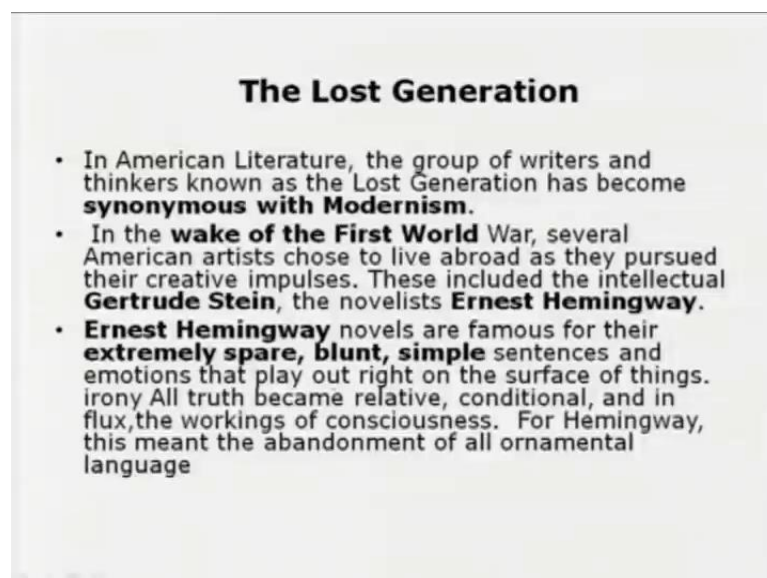 The Lost Generation
• In American Literature, the group of writers and
thinkers known as the Lost Generation has become
synonymous with Modernism.
• In the wake of the First World War, several
American artists chose to live abroad as they pursued
their creative impulses. These included the intellectual
Gertrude Stein, the novelists Ernest Hemingway.
• Ernest Hemingway novels are famous for their
extremely spare, blunt, simple sentences and
emotions that play out right on the surface of things.
irony All truth became relative, conditional, and in
flux,the workings of consciousness. For Hemingway,
this meant the abandonment of all ornamental
language